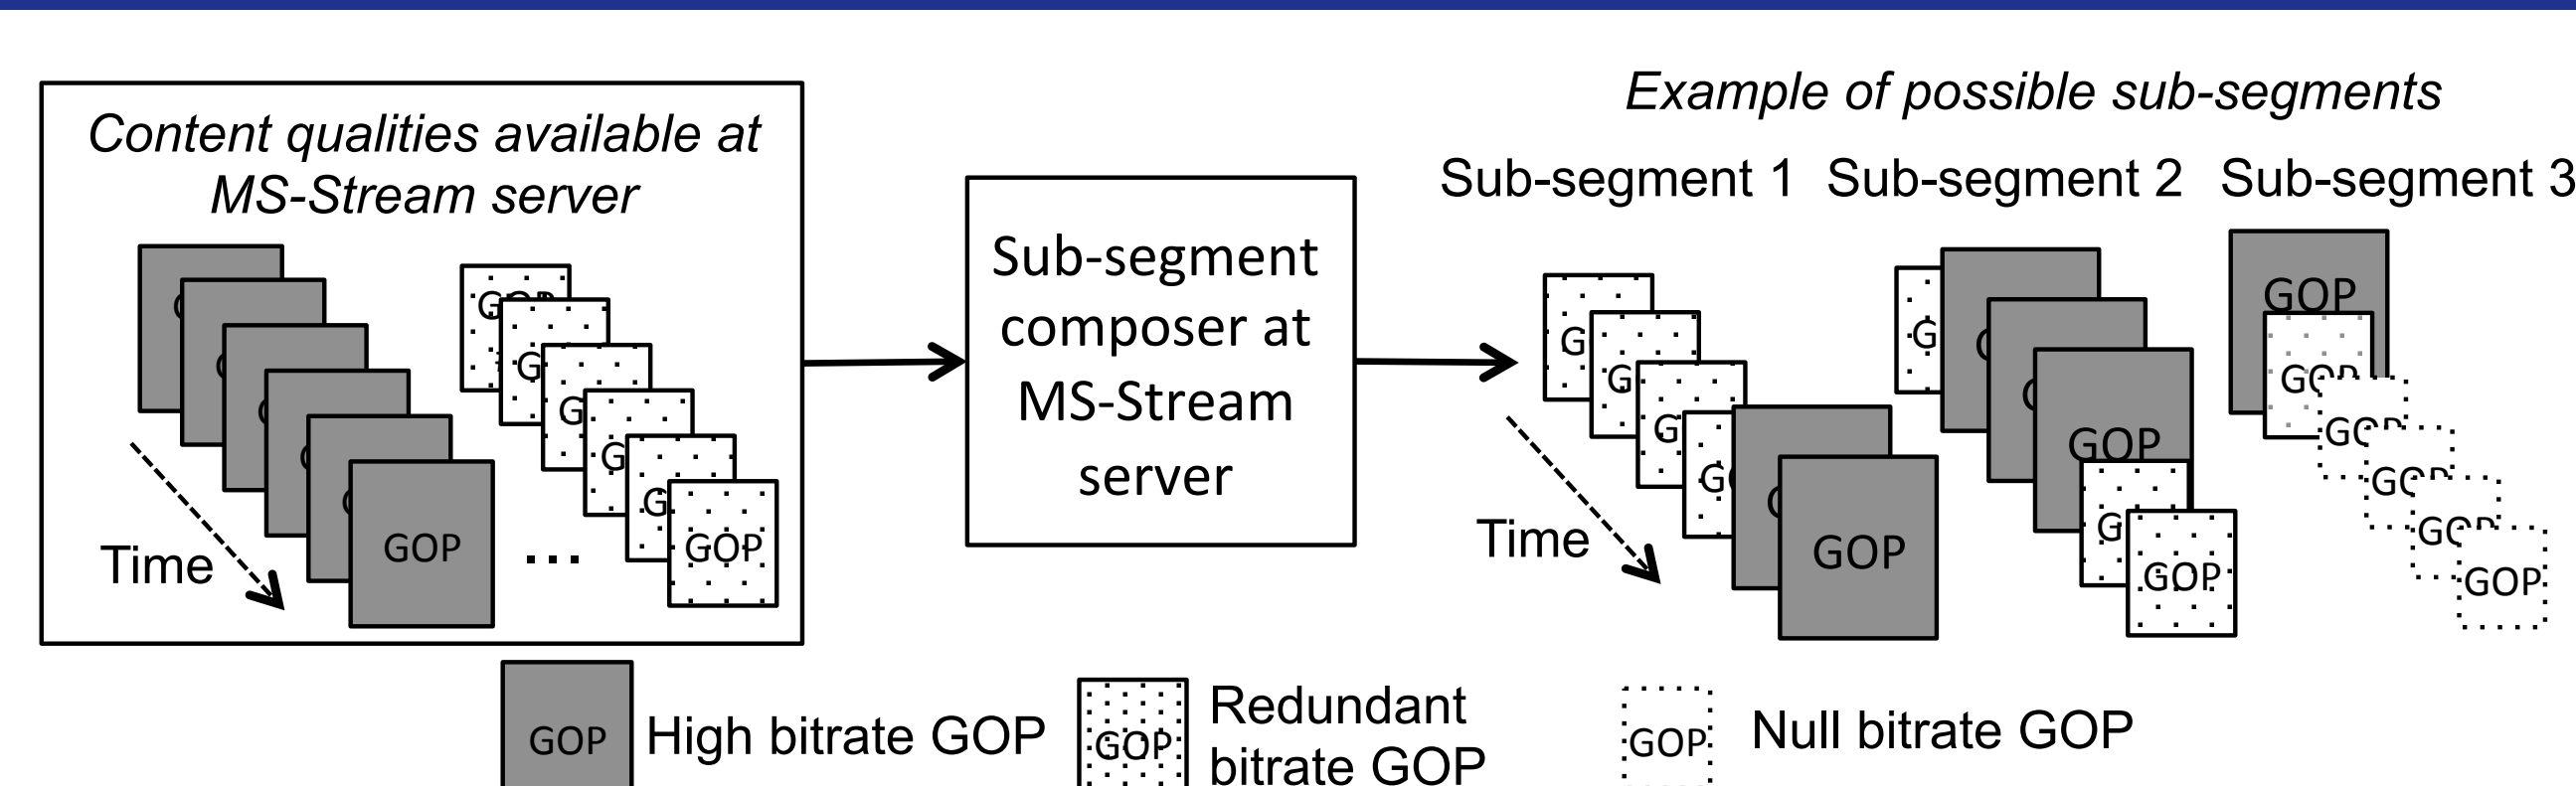 Content qualities available at
MS-Stream server
GOP
Time
...
GOP
Sub-segment
composer at
MS-Stream
server
Example of possible sub-segments
Sub-segment 1 Sub-segment 2 Sub-segment 3
Time
GOP
GOP
GOP
GOP
GOP
GOP High bitrate GOP
GOP Redundant
bitrate GOP
GOP Null bitrate GOP